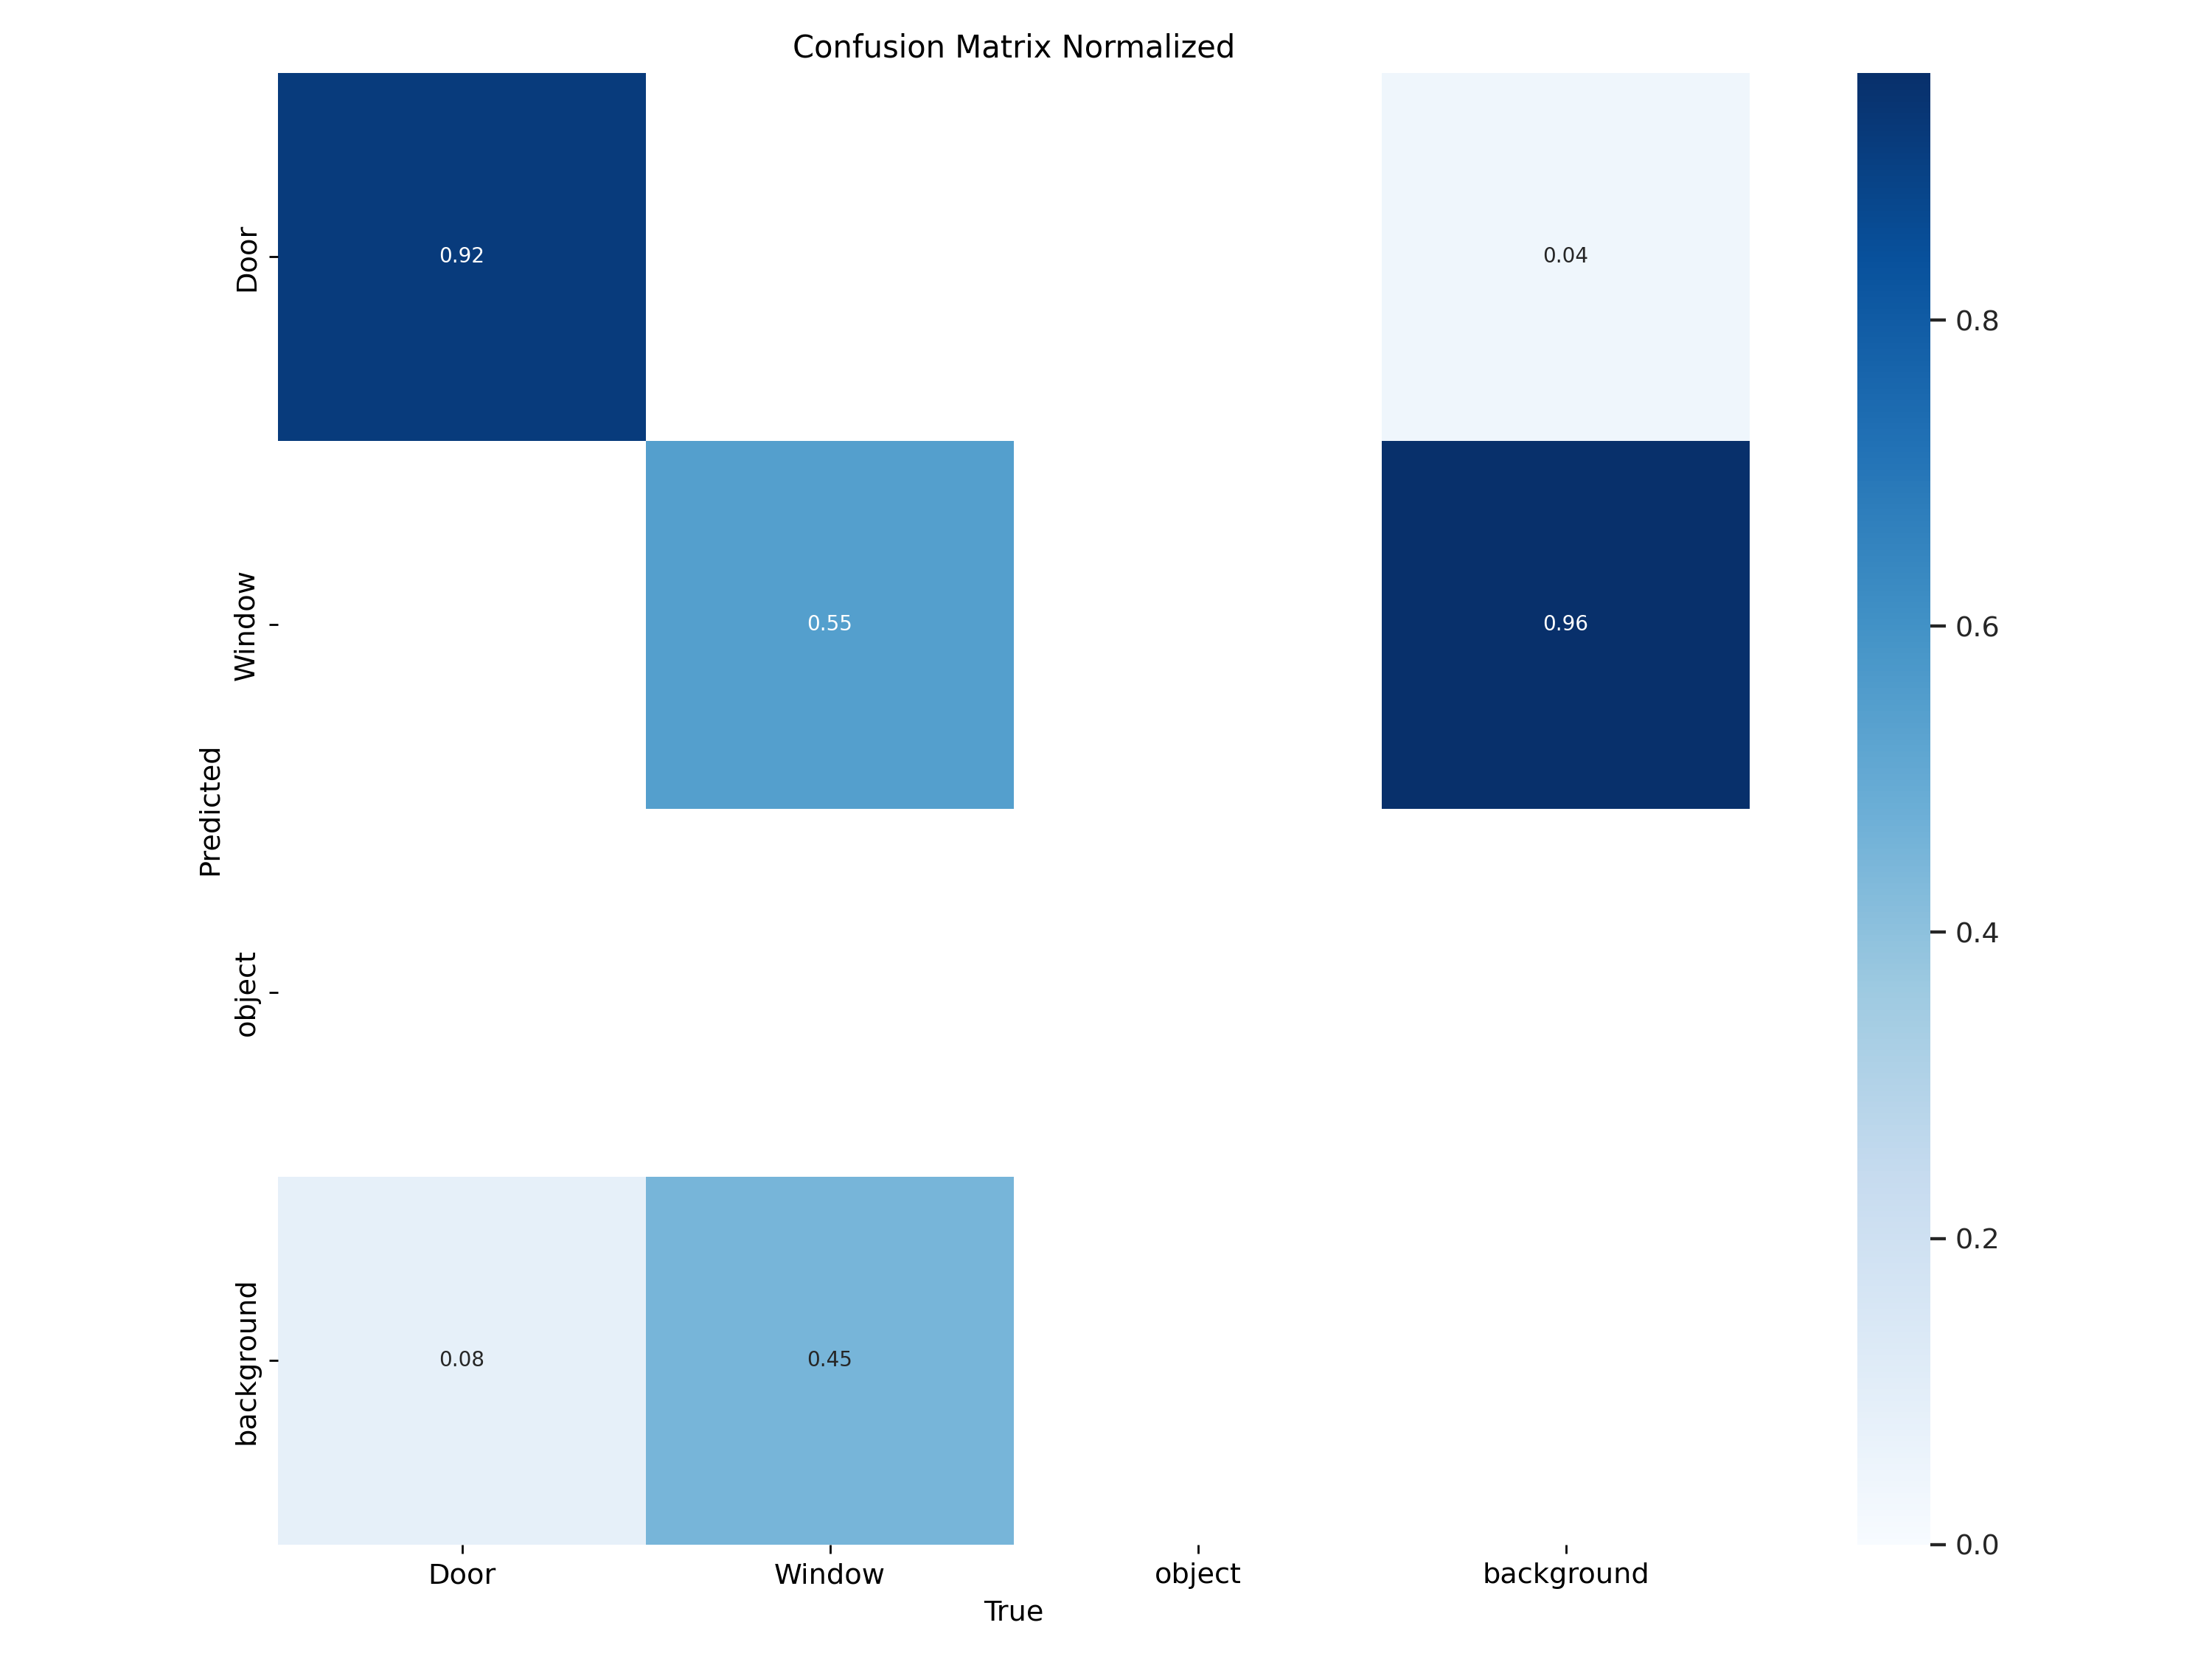 Confusion Matrix Normalized
Door
0.92
0.04
0.8
Window
0.55
0.96
0.6
Predicted
0.4
object
0.2
background
0.08
0.45
0.0
Door
Window
object
background
True